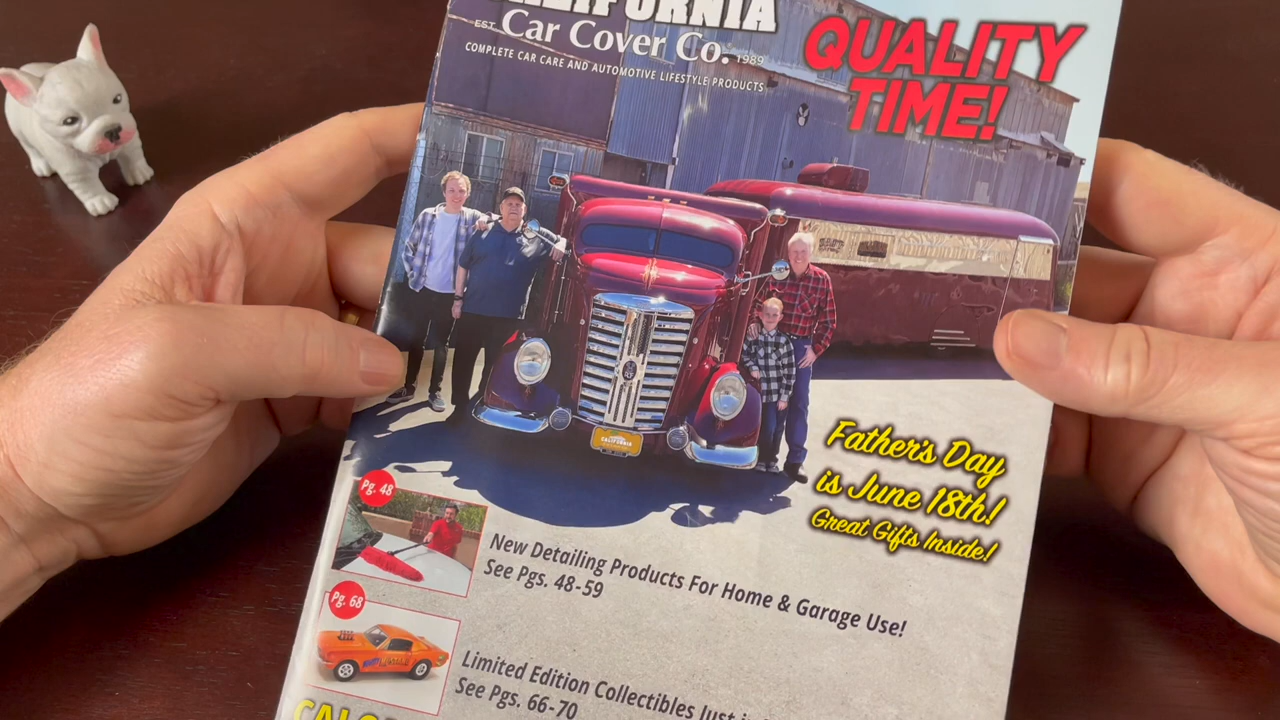 CALIFORNIA
EST. Car Cover Co. 1989
COMPLETE CAR CARE AND AUTOMOTIVE LIFESTYLE PRODUCTS
QUALITY
TIME!
CALIFORNIA
Father's Day
is June 18th!
Great Gifts Inside!
Pg. 48
New Detailing Products For Home & Garage Use!
See Pgs. 48-59
Pg. 68
Limited Edition Collectibles Just
See Pgs. 66-70